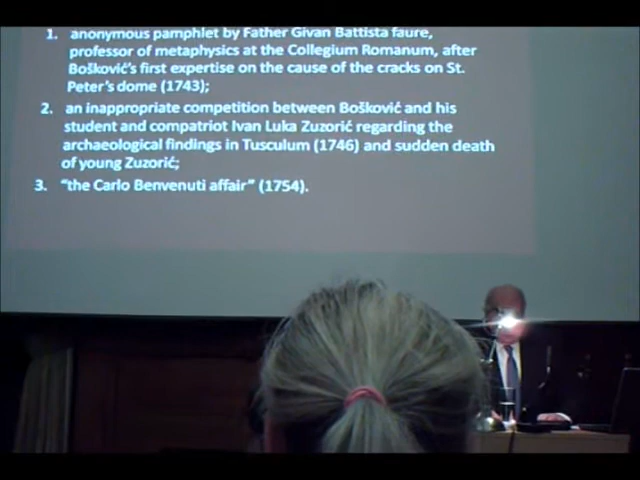 1. anonymous pamphlet by Father Givan Battista faure,
professor of metaphysics at the Collegium Romanum, after
Bošković's first expertise on the cause of the cracks on St.
Peter's dome (1743);
2. an inappropriate competition between Bošković and his
student and compatriot Ivan Luka Zuzorić regarding the
archaeological findings in Tusculum (1746) and sudden death
of young Zuzorić;
3. "the Carlo Benvenuti affair" (1754).